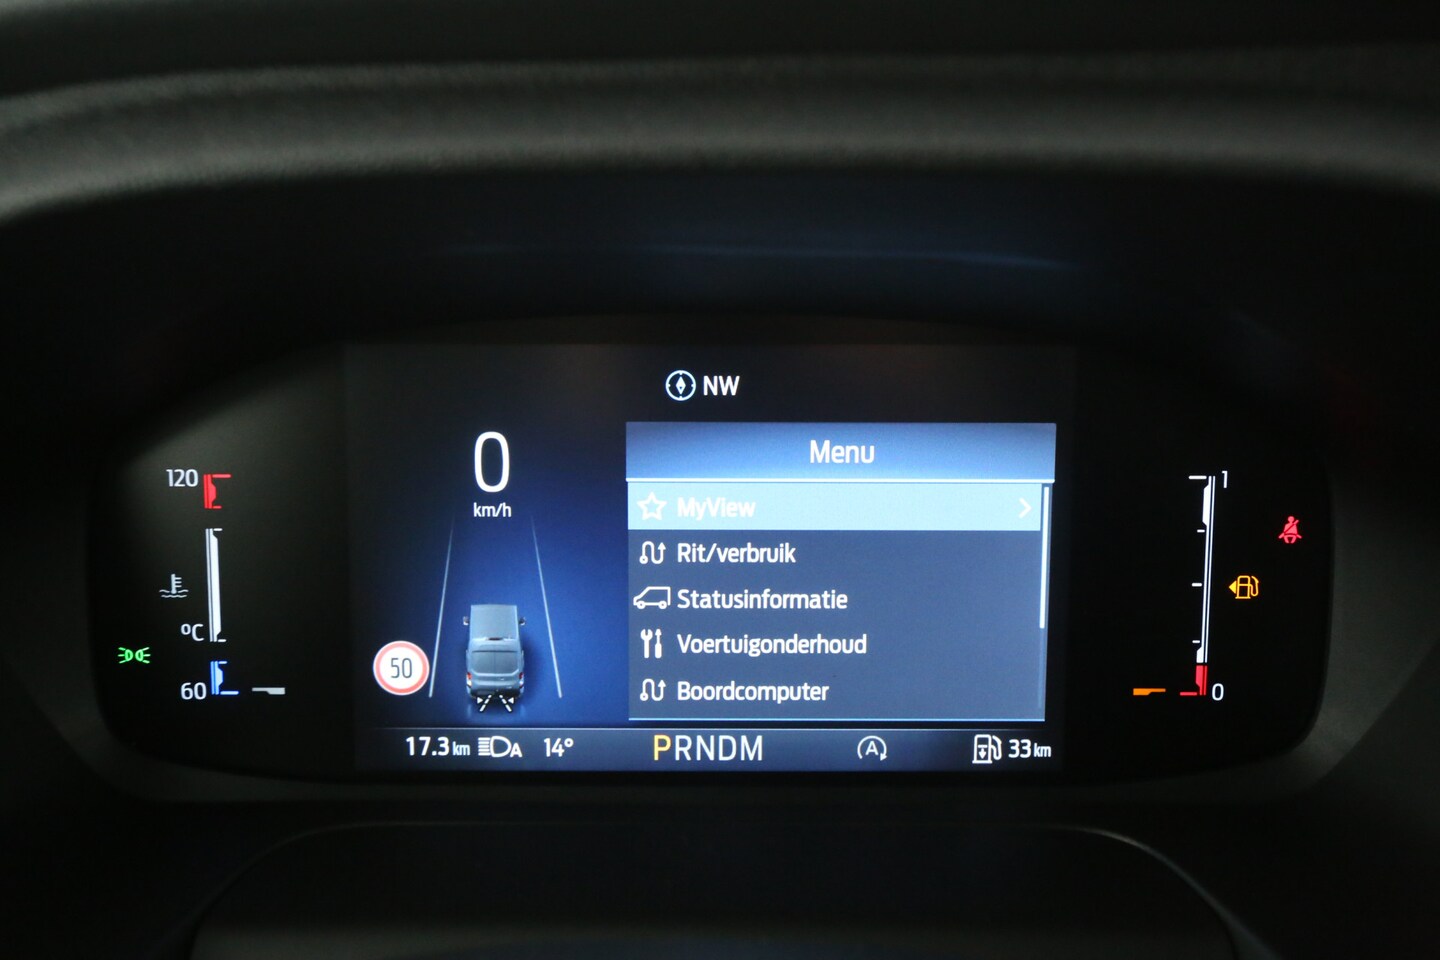 NW
0
km/h
Menu
MyView
Rit/verbruik
Statusinformatie
Voertuigonderhoud
Boordcomputer
120
°C
60
50
1
0
17.3 km A 14° PRNDM A 33 km